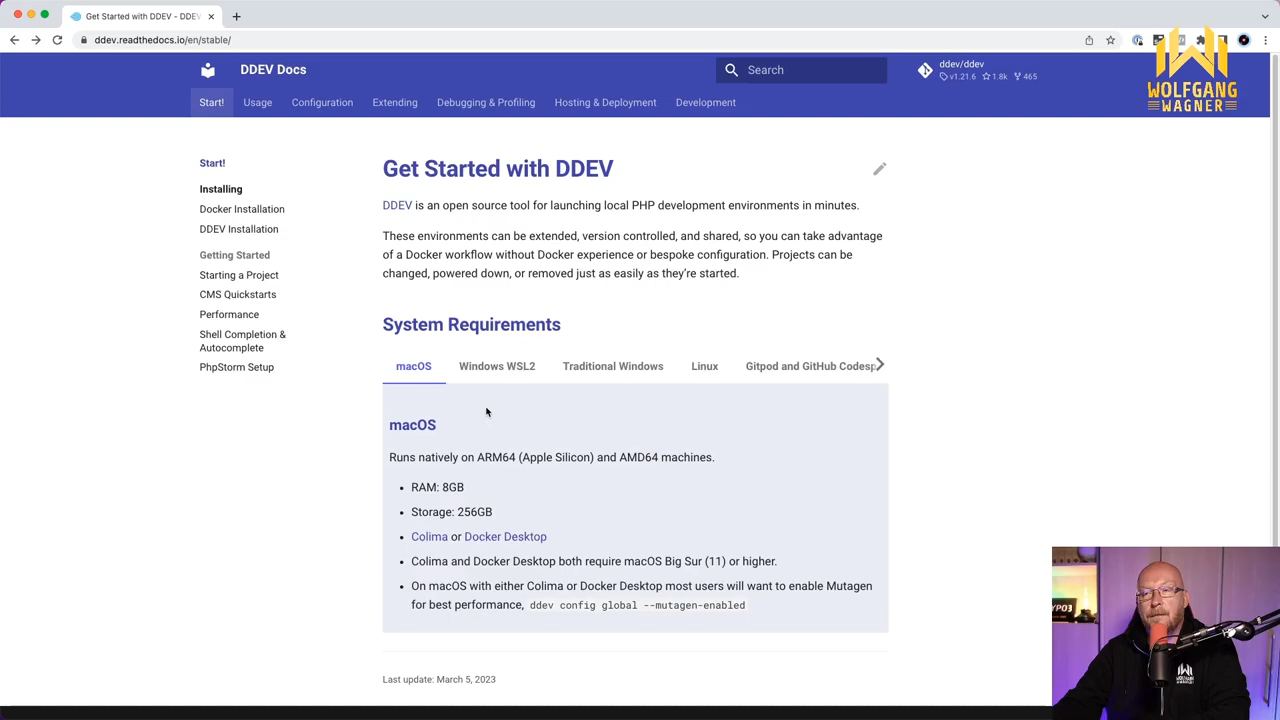 Get Started with DDEV - DDEV
ddev.readthedocs.io/en/stable/
DDEV Docs
Search
ddev/ddev
v1.21.6 1.8k 465
WOLFGANG
WAGNER
Start! Usage Configuration Extending Debugging & Profiling Hosting & Deployment Development
Start!
Installing
Docker Installation
DDEV Installation
Getting Started
Starting a Project
CMS Quickstarts
Performance
Shell Completion &
Autocomplete
PhpStorm Setup
Get Started with DDEV
DDEV is an open source tool for launching local PHP development environments in minutes.
These environments can be extended, version controlled, and shared, so you can take advantage
of a Docker workflow without Docker experience or bespoke configuration. Projects can be
changed, powered down, or removed just as easily as they’re started.
System Requirements
macOS Windows WSL2 Traditional Windows Linux Gitpod and GitHub Codesp
macOS
Runs natively on ARM64 (Apple Silicon) and AMD64 machines.
• RAM: 8GB
• Storage: 256GB
• Colima or Docker Desktop
• Colima and Docker Desktop both require macOS Big Sur (11) or higher.
• On macOS with either Colima or Docker Desktop most users will want to enable Mutagen
for best performance, ddev config global --mutagen-enabled
Last update: March 5, 2023
WOLFGANG
WAGNER